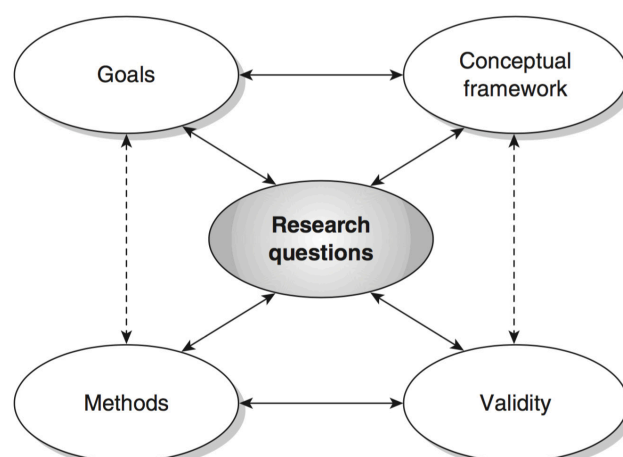 Goals
Conceptual
framework
Research
questions
Methods
Validity